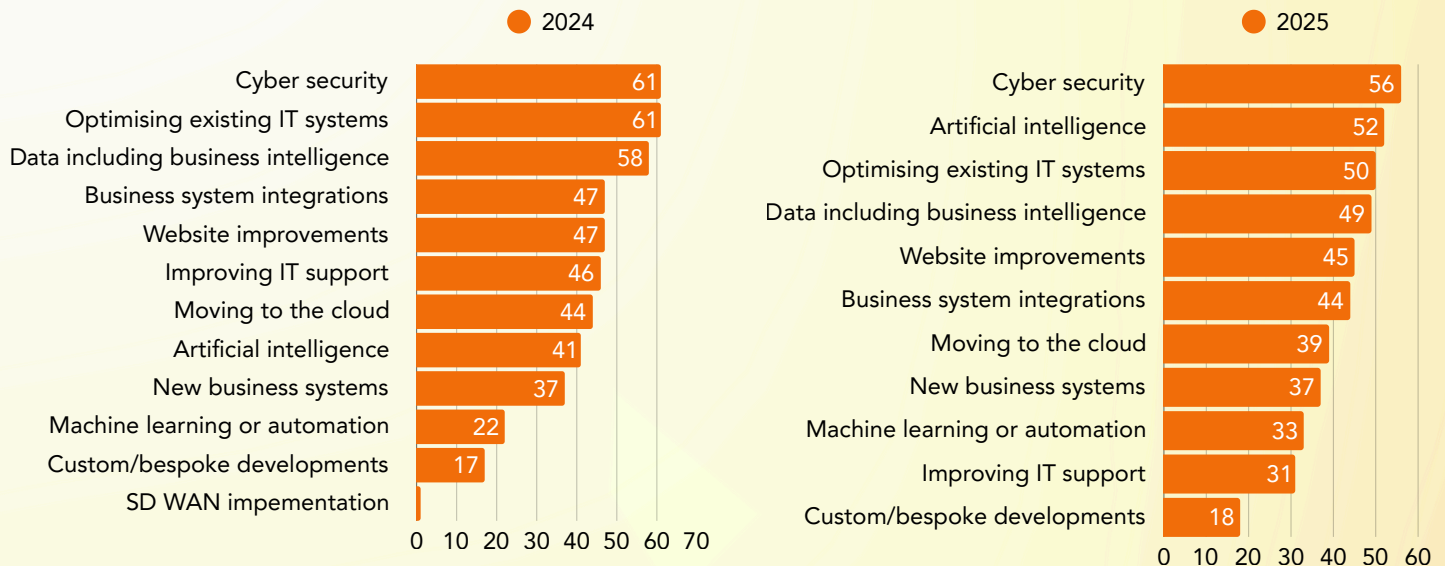 2024
Cyber security 61
Optimising existing IT systems 61
Data including business intelligence 58
Business system integrations 47
Website improvements 47
Improving IT support 46
Moving to the cloud 44
Artificial intelligence 41
New business systems 37
Machine learning or automation 22
Custom/bespoke developments 17
SD WAN impementation
0 10 20 30 40 50 60 70
2025
Cyber security 56
Artificial intelligence 52
Optimising existing IT systems 50
Data including business intelligence 49
Website improvements 45
Business system integrations 44
Moving to the cloud 39
New business systems 37
Machine learning or automation 33
Improving IT support 31
Custom/bespoke developments 18
0 10 20 30 40 50 60